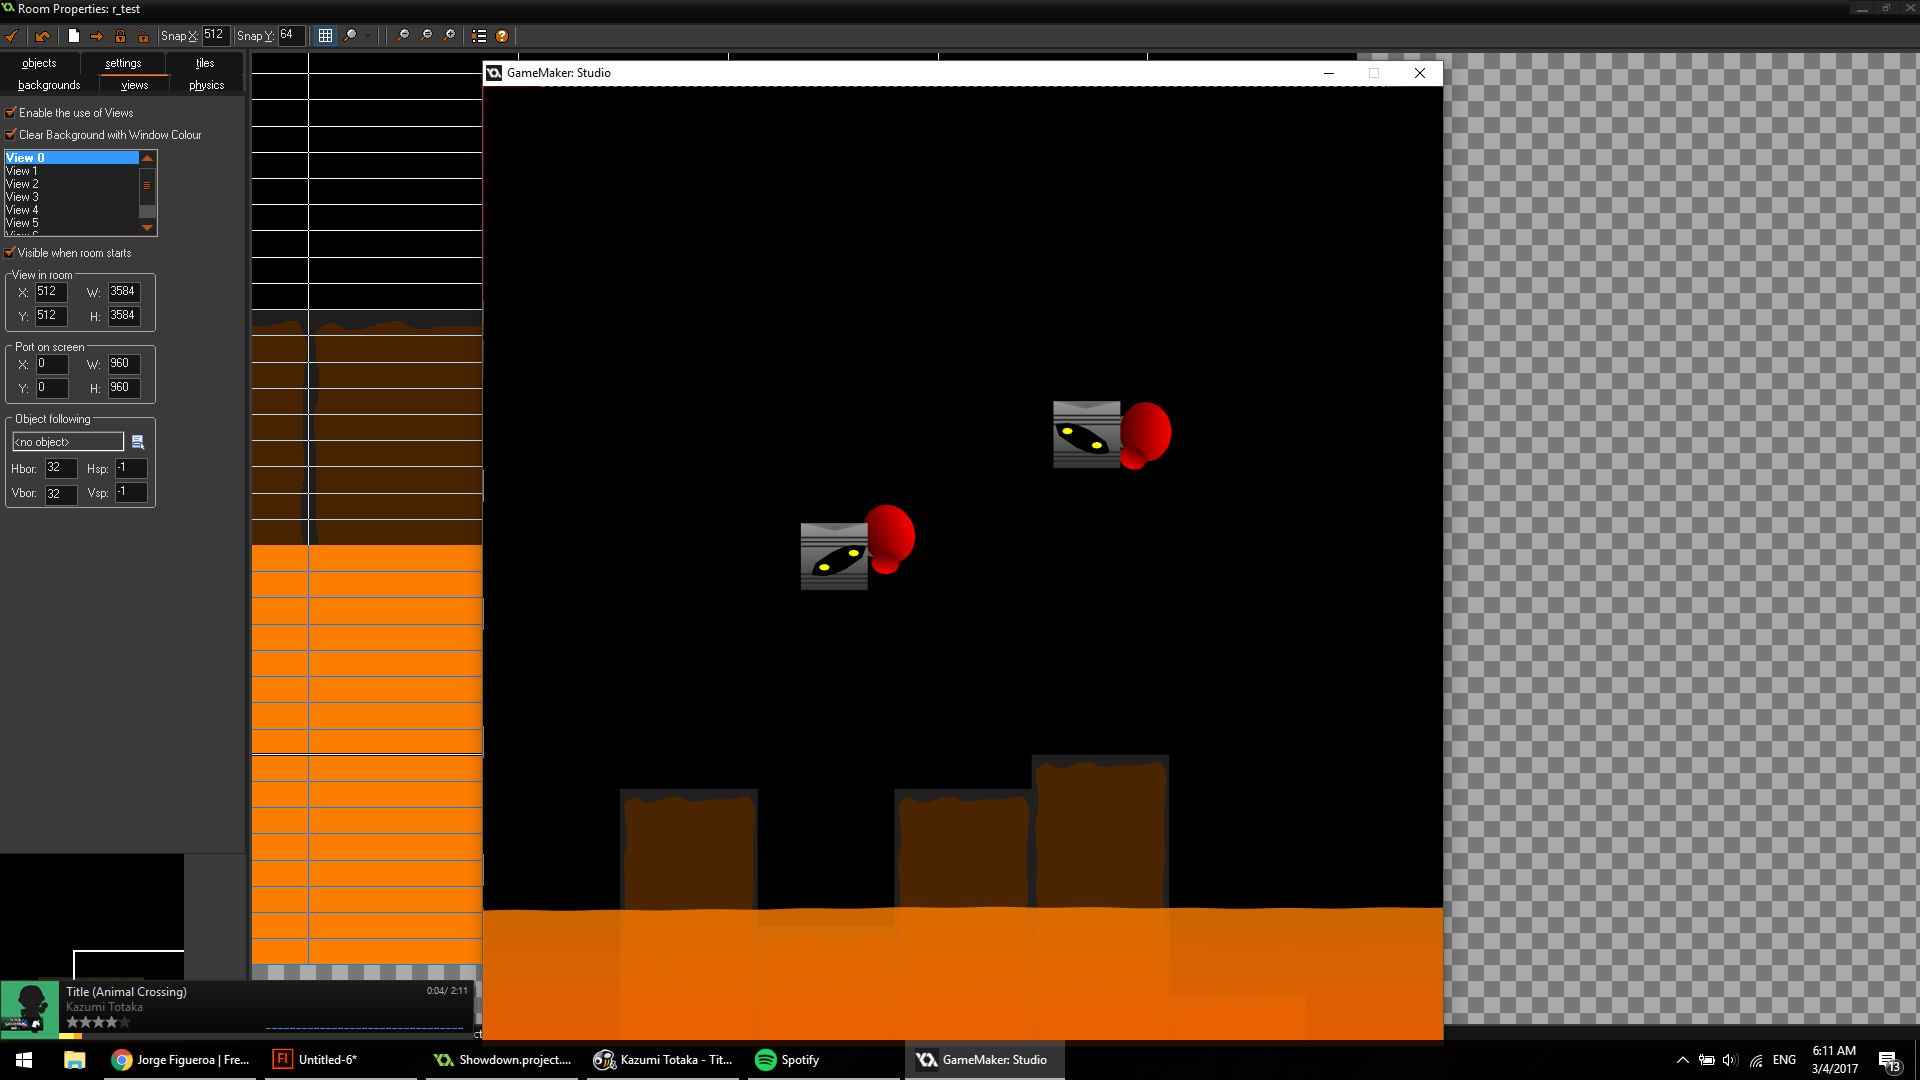 Room Properties: r_test
Snap X: 512 Snap Y: 64
objects settings tiles
backgrounds views physics
Enable the use of Views
Clear Background with Window Colour
View 0
View 1
View 2
View 3
View 4
View 5
View in room
Visible when room starts
X: 512 W: 3584
Y: 512 H: 3584
Port on screen
X: 0 W: 960
Y: 0 H: 960
Object following
<no object>
Hbor: 32 Hsp: -1
Vbor: 32 Vsp: -1
GameMaker: Studio
Title (Animal Crossing) 0:04/ 2:11
Kazumi Totaka
Jorge Figueroa | Fre...
Untitled-6*
Showdown.project....
Kazumi Totaka - Tit...
Spotify
GameMaker: Studio
ENG
6:11 AM
3/4/2017
13